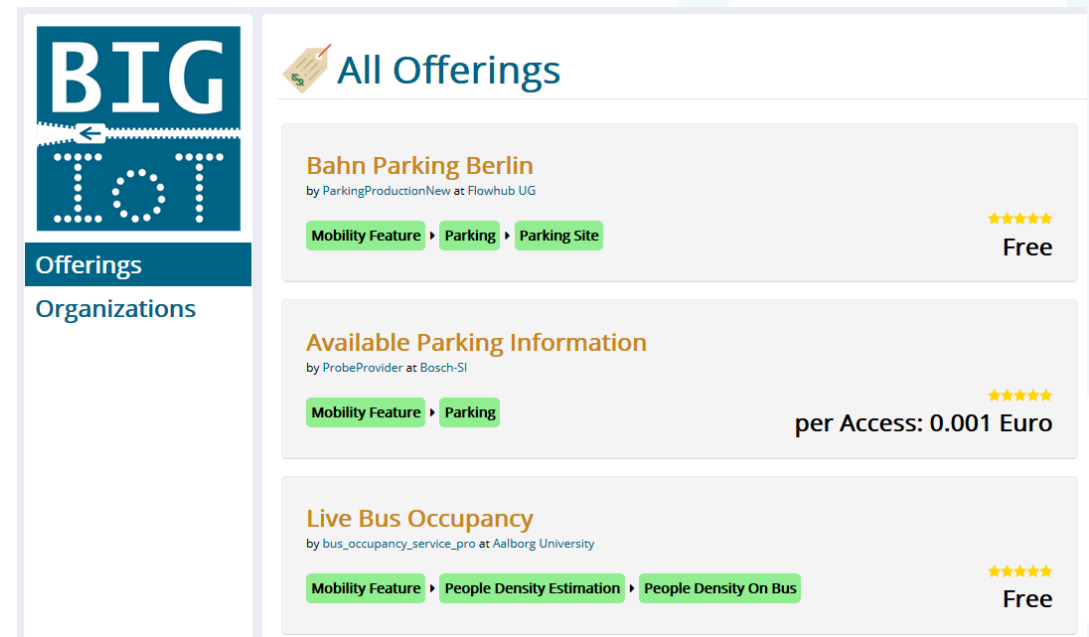 BIG
IoT
Offerings
Organizations
All Offerings
Bahn Parking Berlin
by ParkingProductionNew at Flowhub UG
Mobility Feature Parking Parking Site
Free
Available Parking Information
by ProbeProvider at Bosch-SI
Mobility Feature Parking
per Access: 0.001 Euro
Live Bus Occupancy
by bus_occupancy_service_pro at Aalborg University
Mobility Feature People Density Estimation People Density On Bus
Free